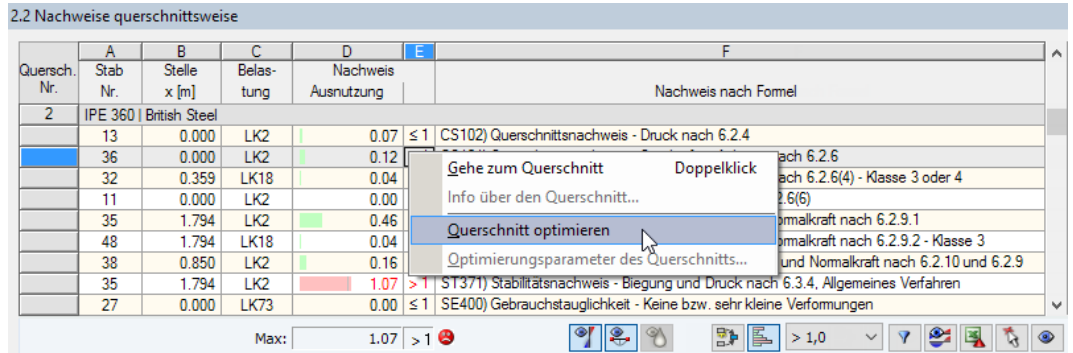 2.2 Nachweise querschnittsweise
A B C D E F
Quersch. Stab Stelle Belas- Nachweis
Nr. Nr. x [m] tung Ausnutzung Nachweis nach Formel
2 IPE 360 | British Steel
13 0.000 LK2 0.07 ≤ 1 CS102) Querschnittsnachweis - Druck nach 6.2.4
36 0.000 LK2 0.12 ach 6.2.6
Gehe zum Querschnitt Doppelklick
32 0.359 LK18 0.04 ach 6.2.6(4) - Klasse 3 oder 4
Info über den Querschnitt...
11 0.000 LK2 0.00 2.6(6)
35 1.794 LK2 0.46 ormalkraft nach 6.2.9.1
Querschnitt optimieren
48 1.794 LK18 0.04 ormalkraft nach 6.2.9.2 - Klasse 3
Optimierungsparameter des Querschnitts...
38 0.850 LK2 0.16 und Normalkraft nach 6.2.10 und 6.2.9
35 1.794 LK2 1.07 > 1 ST371) Stabilitätsnachweis - Biegung und Druck nach 6.3.4, Allgemeines Verfahren
27 0.000 LK73 0.00 ≤ 1 SE400) Gebrauchstauglichkeit - Keine bzw. sehr kleine Verformungen
Max: 1.07 > 1 > 1,0